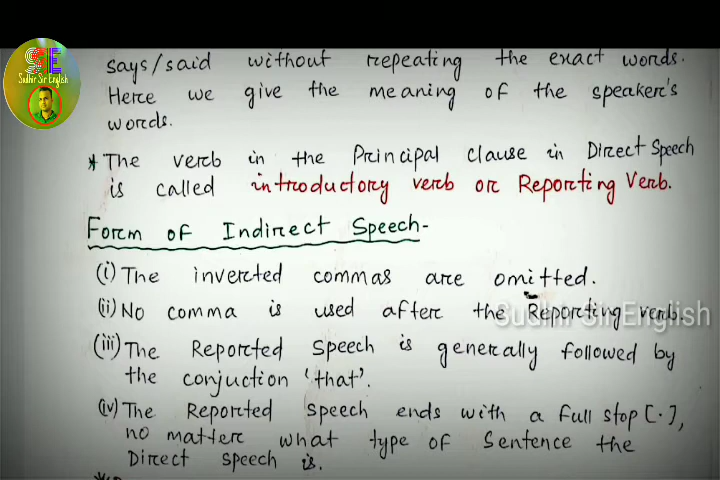 SE
Sudhir Sir English
says/said without repeating the exact words.
Here we give the meaning of the speaker's
words.
* The verb in the Principal clause in Direct Speech
is called introductory verb or Reporting Verb.
Form of Indirect Speech-
(i) The inverted commas are omitted.
(ii) No comma is used after the Reporting verb.
Sudhir Sir English
(iii) The Reported Speech is generally followed by
the conjuction 'that'.
(iv) The Reported speech ends with a full stop [.],
no matter what type of Sentence the
Direct speech is.